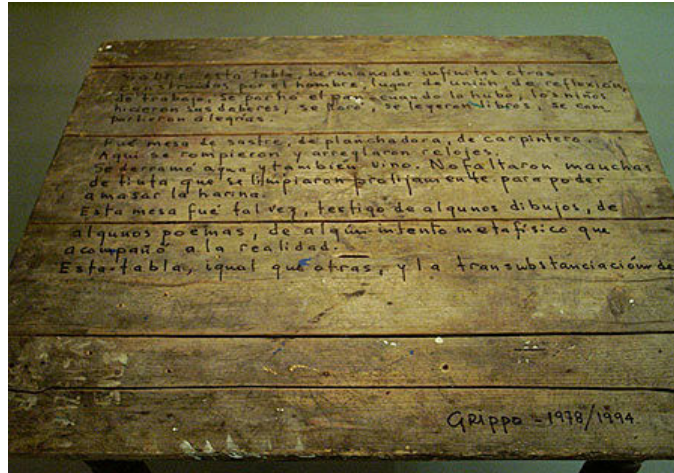 Sobre esta tabla, hermana de infinitas otras
construidas por el hombre, lugar de unión, de reflexión,
de trabajo, se partió el pan cuando lo hubo, los niños
hicieron sus deberes, se lloró, se leyeron libros, se com_
partieron alegrías.
Fué mesa de sastre, de planchadora, de carpintero.
Aquí se rompieron y arreglaron relojes.
Se derramó agua y también vino. No faltaron manchas
de tinta que se limpiaron prolijamente para poder
amasar la harina.
Esta mesa fué tal vez, testigo de algunos dibujos, de
algunos poemas, de algún intento metafísico que
acompañó a la realidad.
Esta tabla, igual que otras, y la transubstanciación de
GRIPPO - 1978/1994